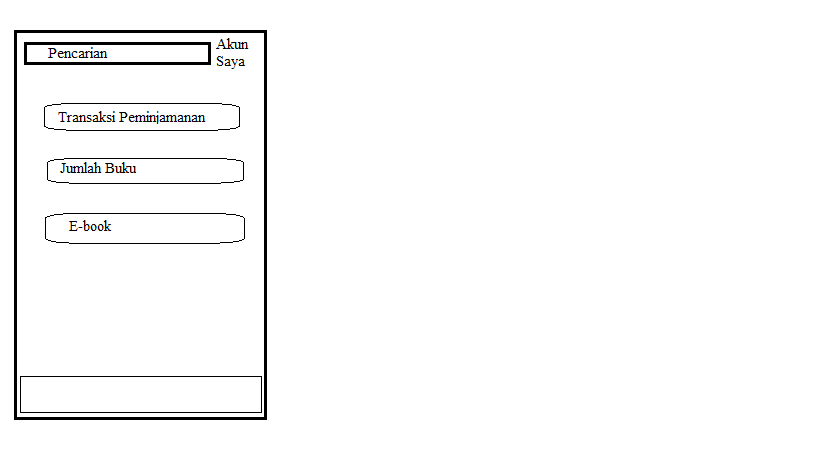 Pencarian
Akun
Saya
Transaksi Peminjamanan
Jumlah Buku
E-book